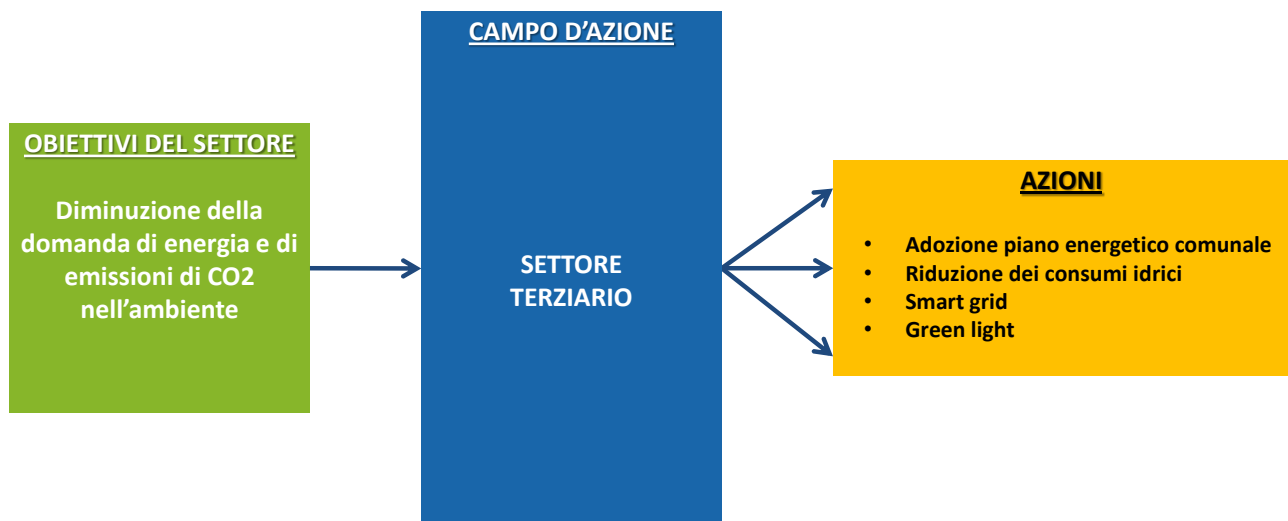 CAMPO D'AZIONE
OBIETTIVI DEL SETTORE
Diminuzione della
domanda di energia e di
emissioni di CO2
nell'ambiente
SETTORE
TERZIARIO
AZIONI
• Adozione piano energetico comunale
• Riduzione dei consumi idrici
• Smart grid
• Green light